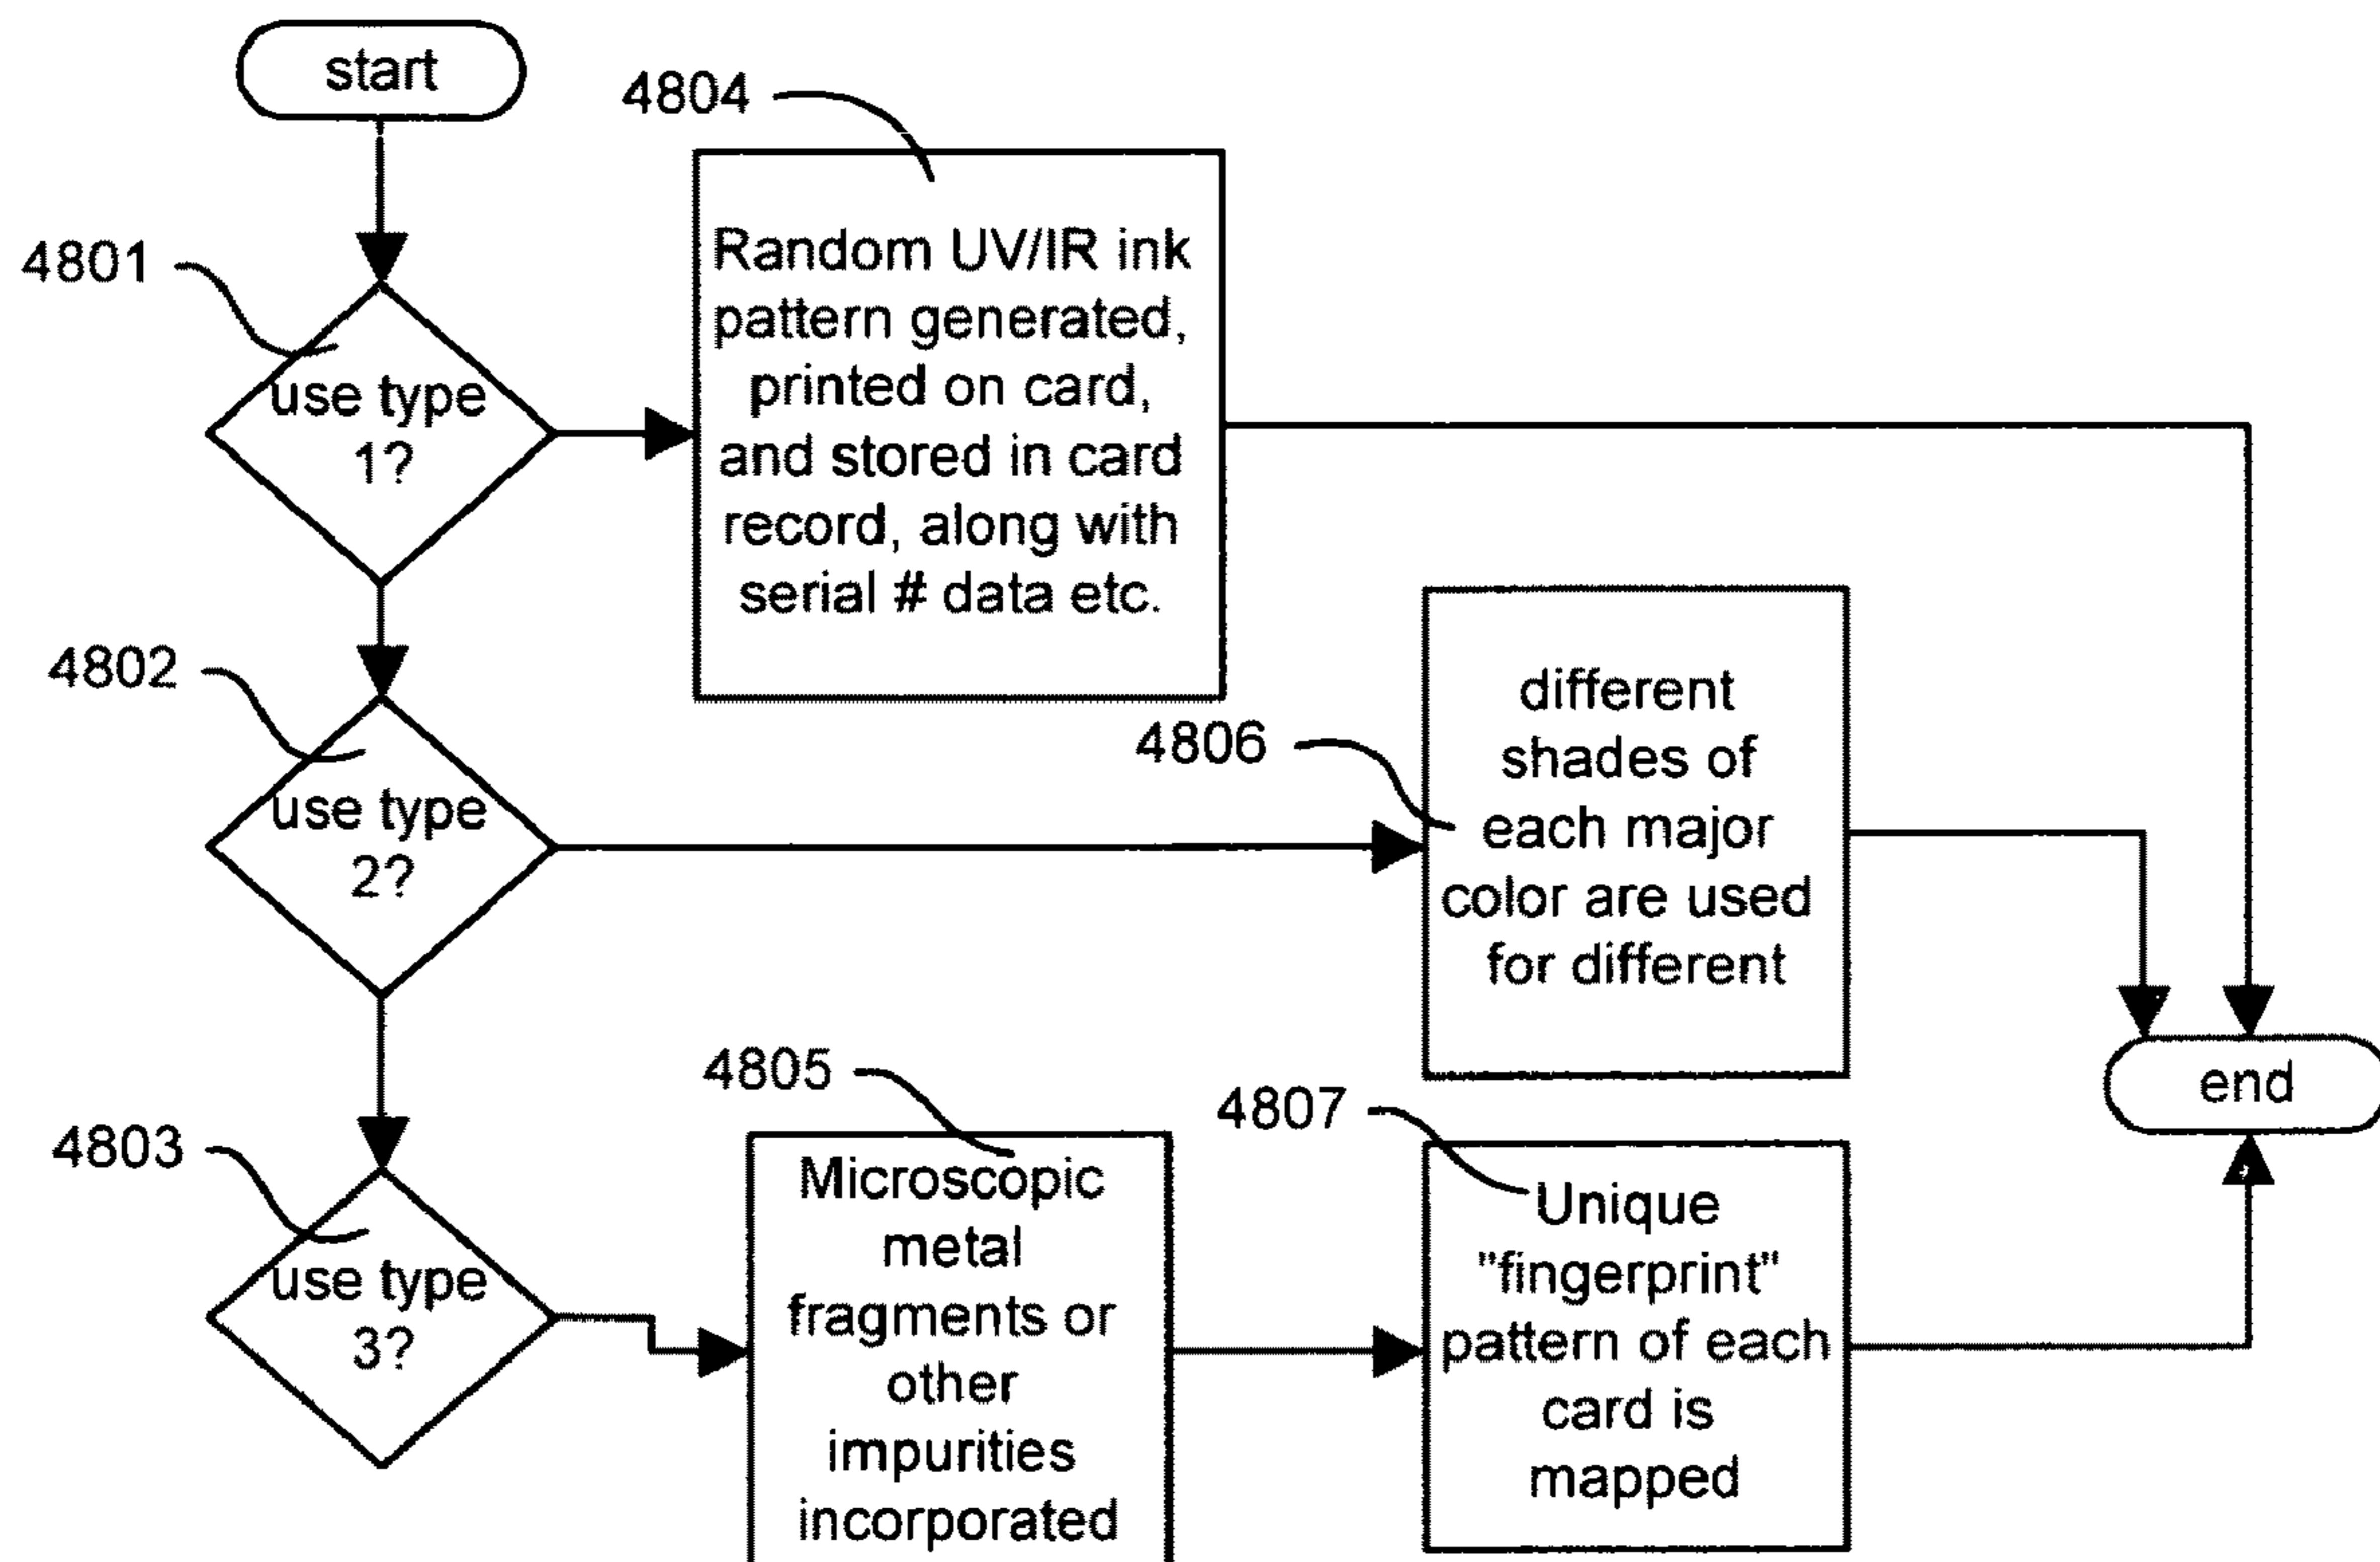 start
4804
4801
Random UV/IR ink
pattern generated,
printed on card,
and stored in card
record, along with
serial # data etc.
use type
1?
4802
4806
different
shades of
each major
color are used
for different
use type
2?
end
4803
4805
4807
use type
3?
Microscopic
metal
fragments or
other
impurities
incorporated
Unique
"fingerprint"
pattern of each
card is
mapped